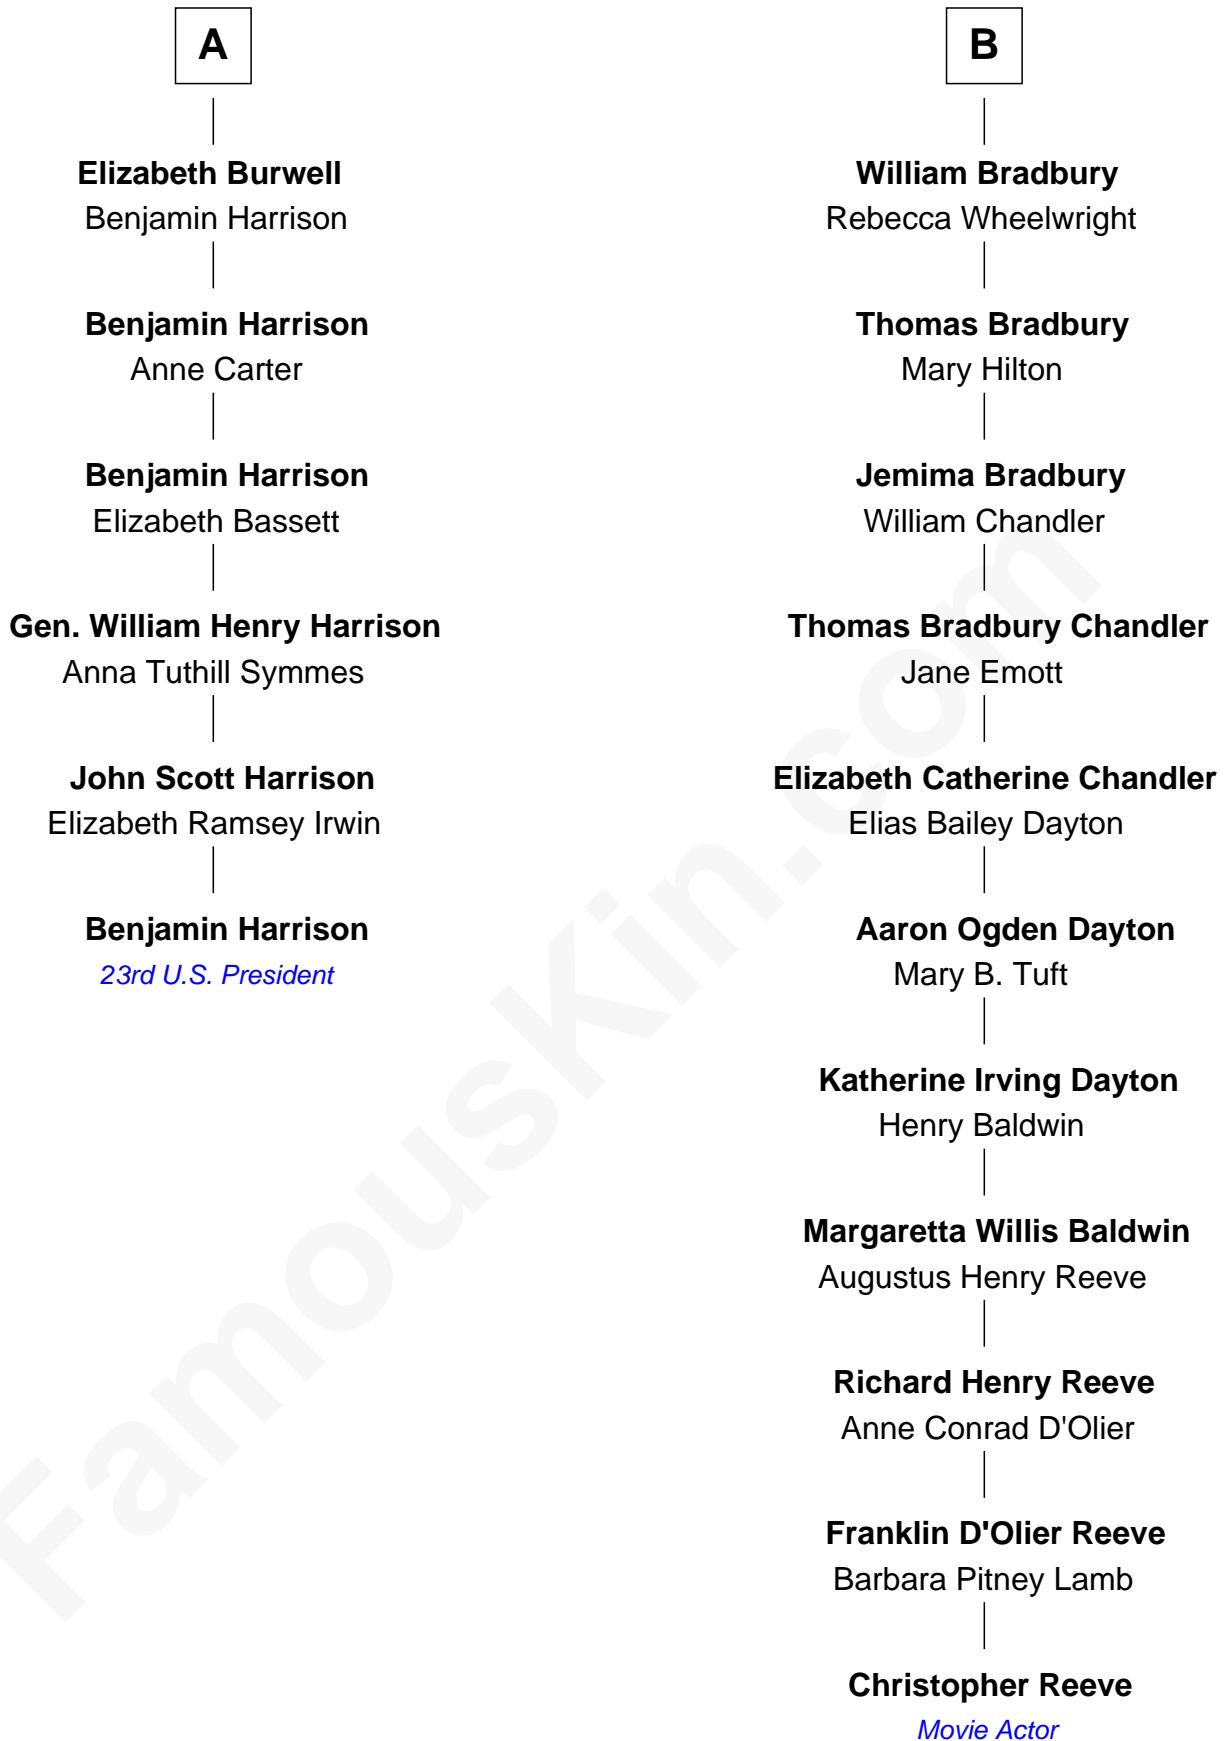 A
Elizabeth Burwell
Benjamin Harrison
Benjamin Harrison
Anne Carter
Benjamin Harrison
Elizabeth Bassett
Gen. William Henry Harrison
Anna Tuthill Symmes
John Scott Harrison
Elizabeth Ramsey Irwin
Benjamin Harrison
23rd U.S. President
B
William Bradbury
Rebecca Wheelwright
Thomas Bradbury
Mary Hilton
Jemima Bradbury
William Chandler
Thomas Bradbury Chandler
Jane Emott
Elizabeth Catherine Chandler
Elias Bailey Dayton
Aaron Ogden Dayton
Mary B. Tuft
Katherine Irving Dayton
Henry Baldwin
Margaretta Willis Baldwin
Augustus Henry Reeve
Richard Henry Reeve
Anne Conrad D'Olier
Franklin D'Olier Reeve
Barbara Pitney Lamb
Christopher Reeve
Movie Actor
FamousKin.com